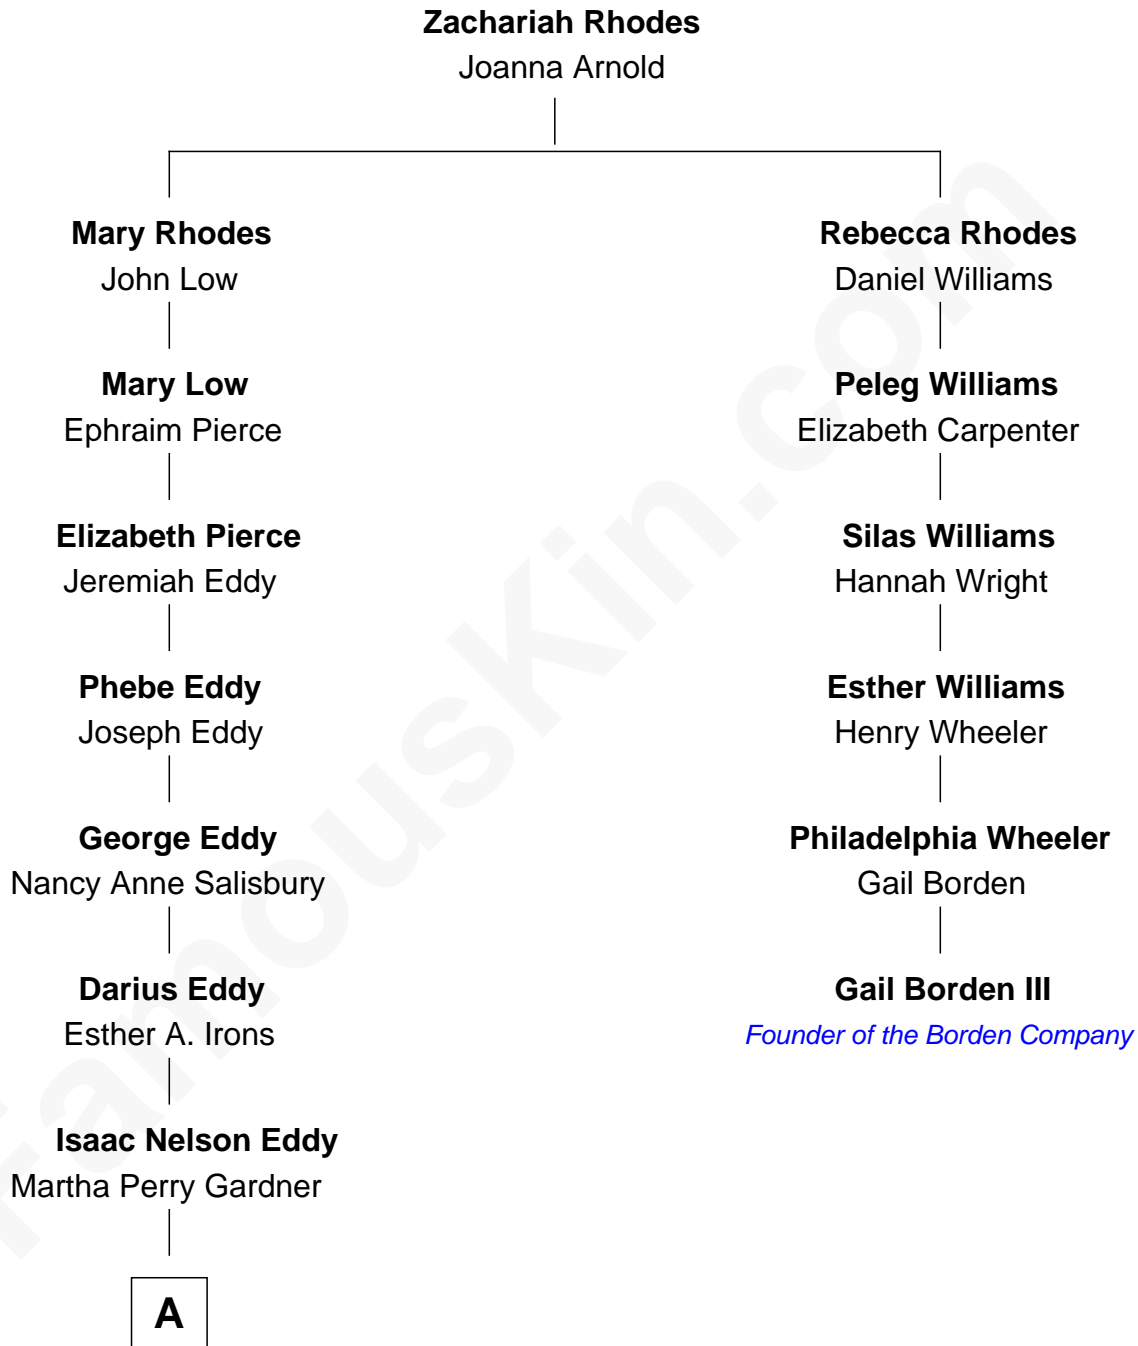 Zachariah Rhodes
Joanna Arnold
Mary Rhodes
John Low
Rebecca Rhodes
Daniel Williams
Mary Low
Ephraim Pierce
Peleg Williams
Elizabeth Carpenter
Elizabeth Pierce
Jeremiah Eddy
Silas Williams
Hannah Wright
Phebe Eddy
Joseph Eddy
Esther Williams
Henry Wheeler
George Eddy
Nancy Anne Salisbury
Philadelphia Wheeler
Gail Borden
Darius Eddy
Esther A. Irons
Gail Borden III
Founder of the Borden Company
Isaac Nelson Eddy
Martha Perry Gardner
A
FamousKin.com